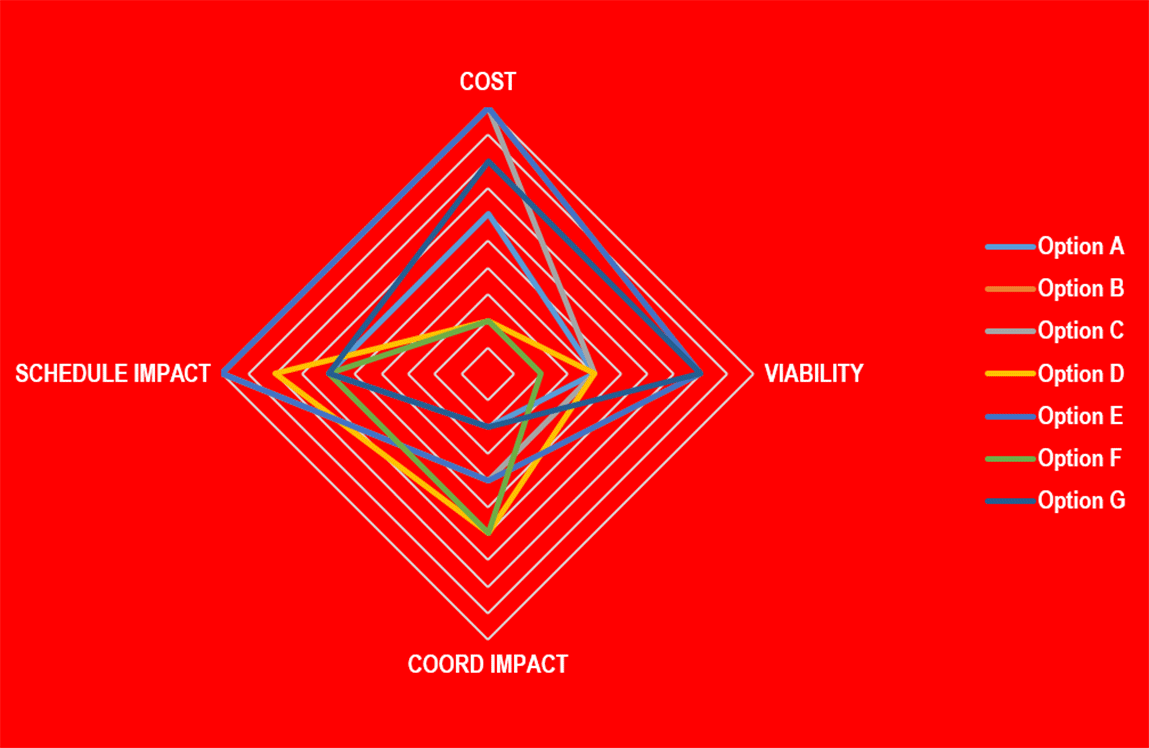 COST
SCHEDULE IMPACT
VIABILITY
COORD IMPACT
Option A
Option B
Option C
Option D
Option E
Option F
Option G